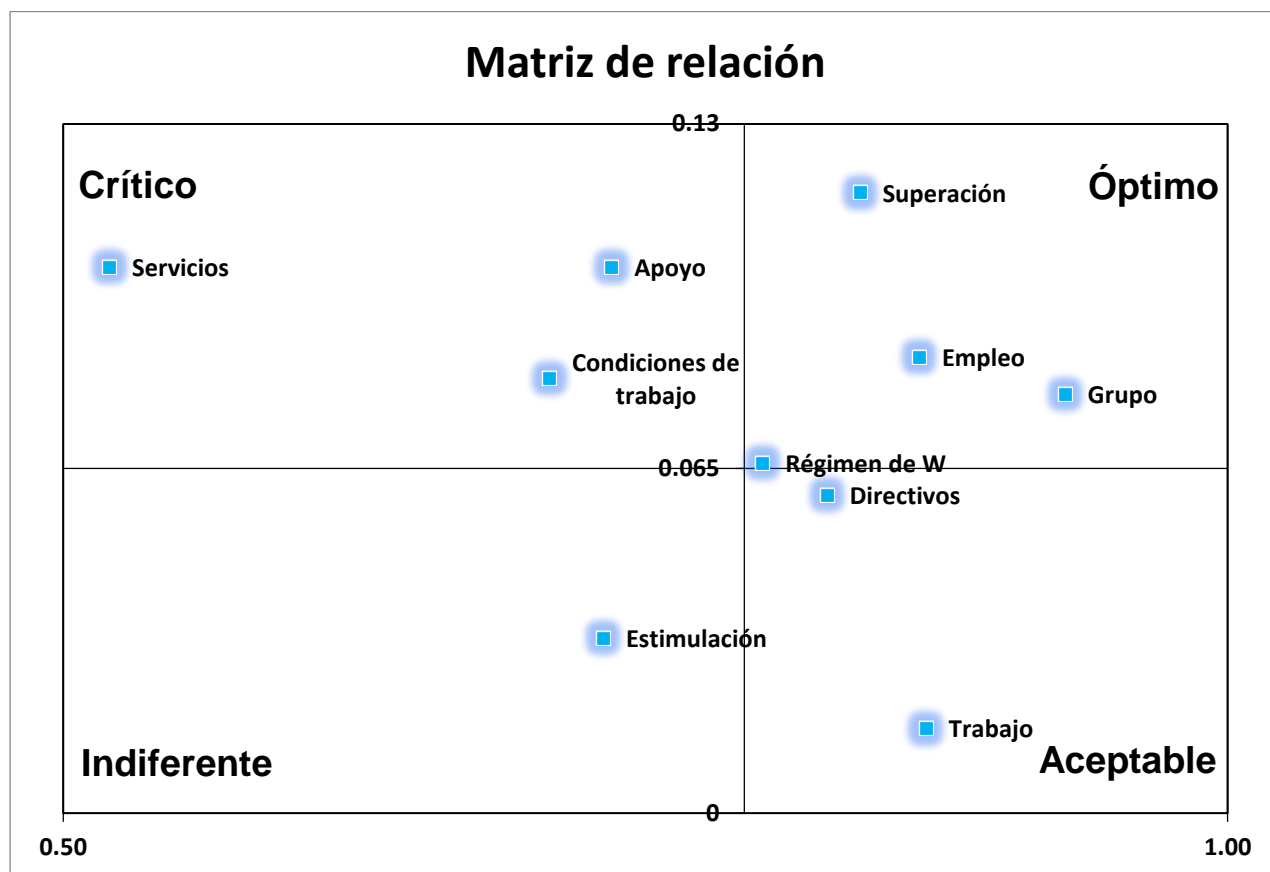 Matriz de relación
0.13
Crítico
Óptimo
Superación
Servicios
Apoyo
Empleo
Condiciones de
trabajo
Grupo
Régimen de W
0.065
Directivos
Estimulación
Trabajo
Indiferente
Aceptable
0
0.50
1.00